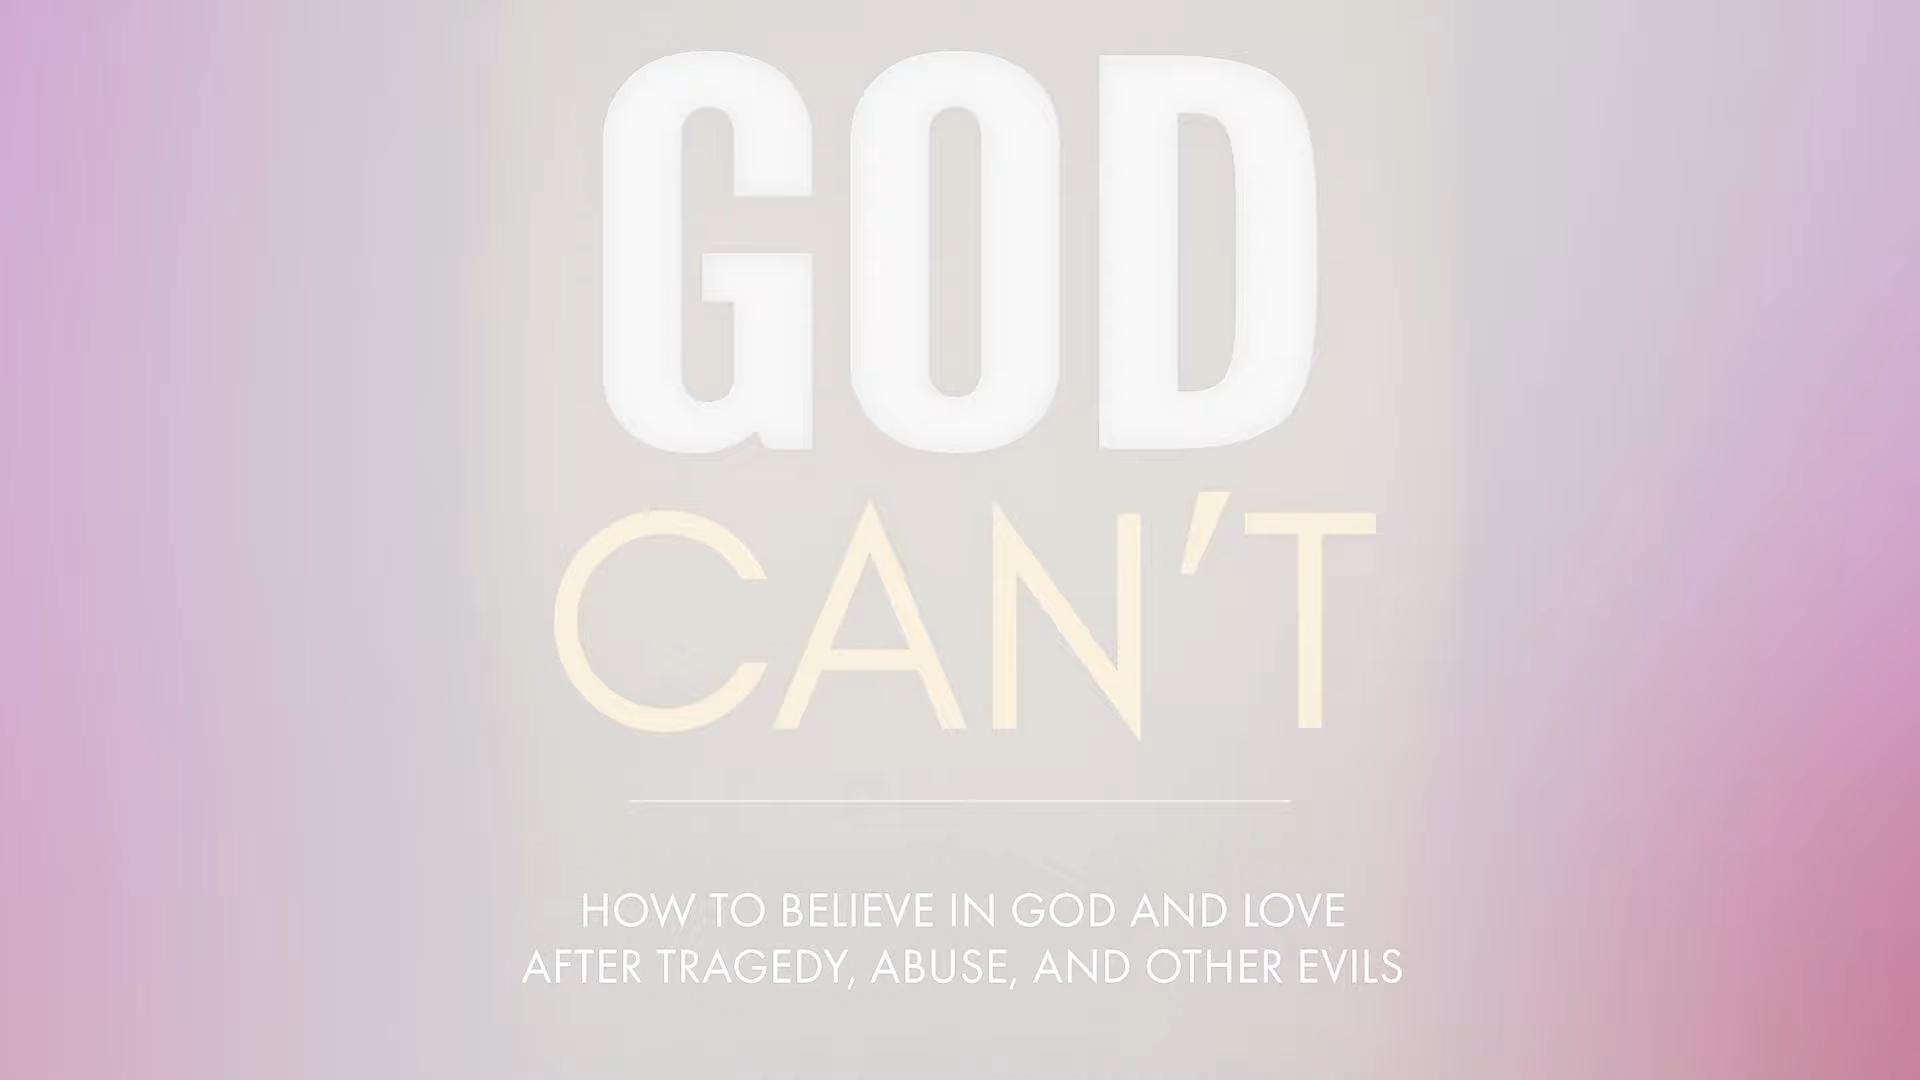 GOD
CAN'T
HOW TO BELIEVE IN GOD AND LOVE
AFTER TRAGEDY, ABUSE, AND OTHER EVILS